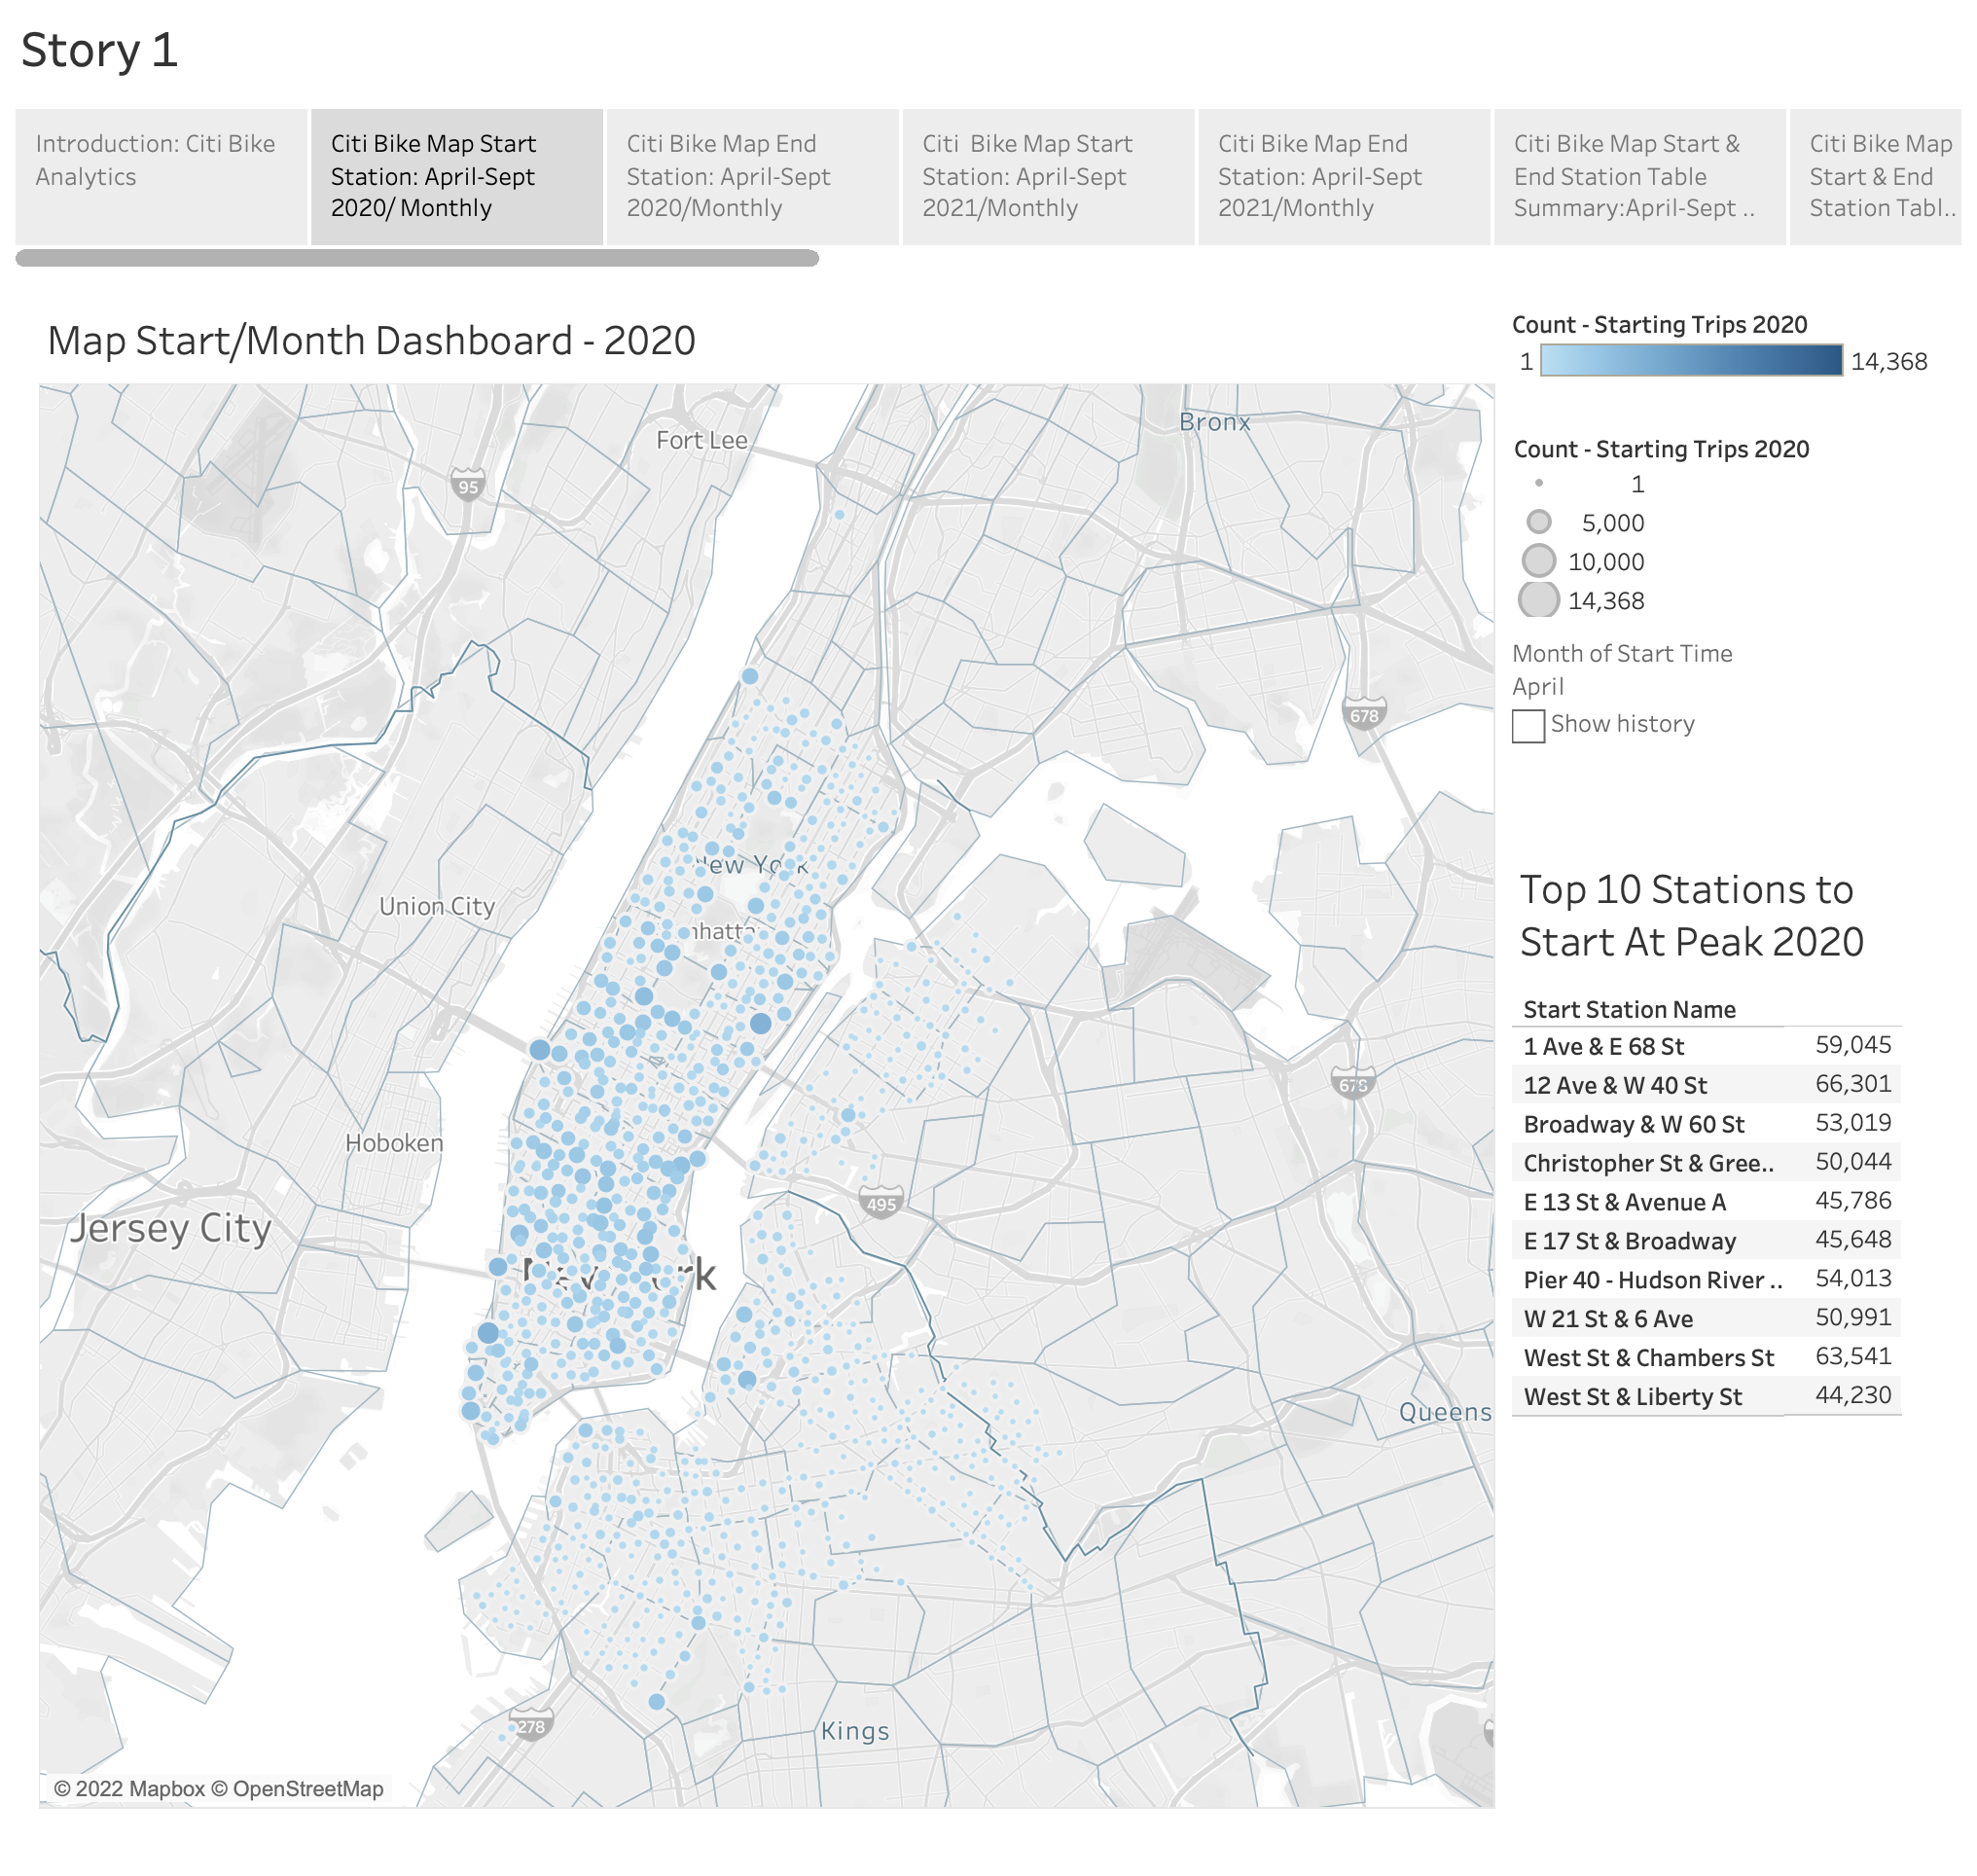 Story 1
Introduction: Citi Bike
Analytics
Citi Bike Map Start
Station: April-Sept
2020/ Monthly
Citi Bike Map End
Station: April-Sept
2020/Monthly
Citi  Bike Map Start
Station: April-Sept
2021/Monthly
Citi Bike Map End
Station: April-Sept
2021/Monthly
Citi Bike Map Start &
End Station Table
Summary:April-Sept ..
Citi Bike Map
Start & End
Station Tabl..
Map Start/Month Dashboard - 2020
Fort Lee
Bronx
95
678
Union City
Hoboken
678
495
Jersey City
Queens
278
Kings
© 2022 Mapbox © OpenStreetMap
Count - Starting Trips 2020
1 14,368
Count - Starting Trips 2020
1
5,000
10,000
14,368
Month of Start Time
April
Show history
Top 10 Stations to
Start At Peak 2020
Start Station Name
1 Ave & E 68 St 59,045
12 Ave & W 40 St 66,301
Broadway & W 60 St 53,019
Christopher St & Gree.. 50,044
E 13 St & Avenue A 45,786
E 17 St & Broadway 45,648
Pier 40 - Hudson River .. 54,013
W 21 St & 6 Ave 50,991
West St & Chambers St 63,541
West St & Liberty St 44,230